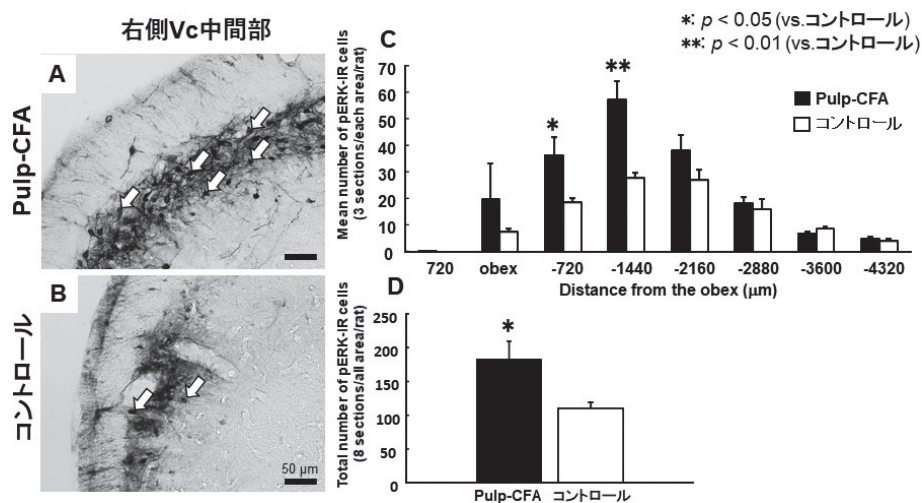 右側Vc中間部
A
Pulp-CFA
B
コントロール
50 μm
C
*: p < 0.05 (vs.コントロール)
**: p < 0.01 (vs.コントロール)
Pulp-CFA
コントロール
Mean number of pERK-IR cells
(3 sections/each area/rat)
70
60
50
40
30
20
10
0
*
**
720 obex -720 -1440 -2160 -2880 -3600 -4320
Distance from the obex (μm)
D
Total number of pERK-IR cells
(8 sections/all area/rat)
250
200
150
100
50
0
*
Pulp-CFA コントロール